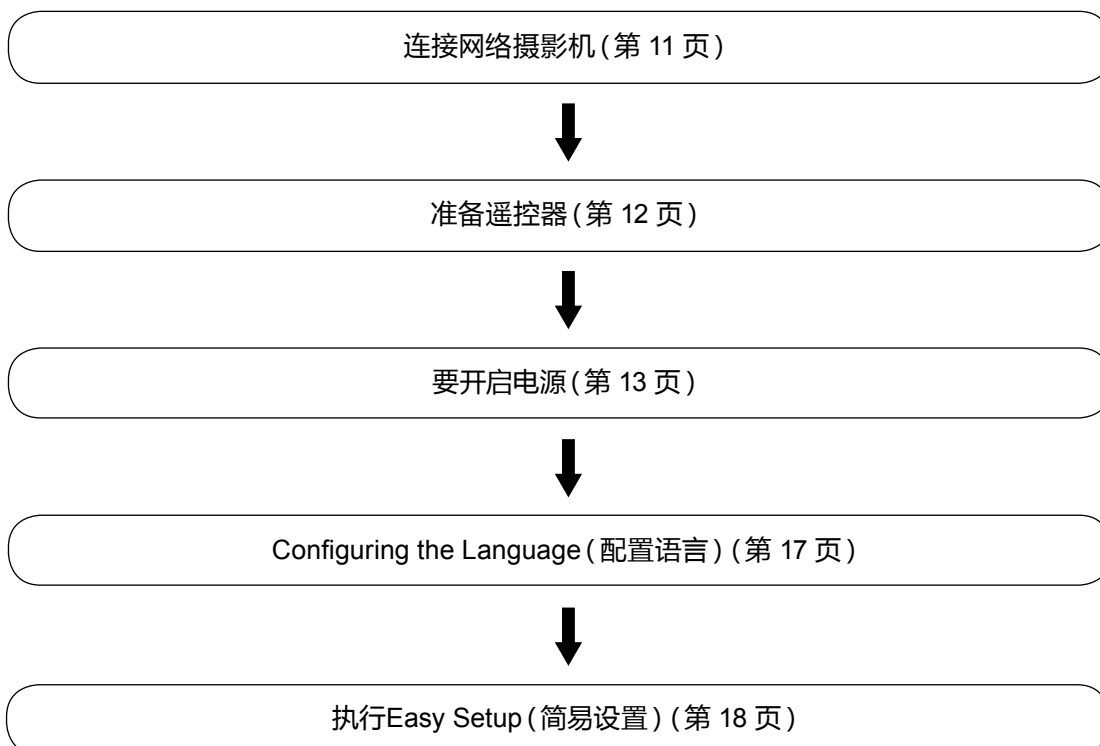 连接网络摄影机(第 11 页)
准备遥控器(第 12 页)
要开启电源(第 13 页)
Configuring the Language(配置语言)(第 17 页)
执行Easy Setup(简易设置)(第 18 页)